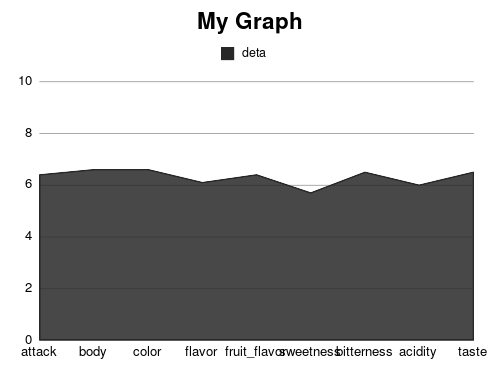 My Graph
deta
10
8
6
4
2
0
attack body color flavor fruit_flavor sweetness bitterness acidity taste